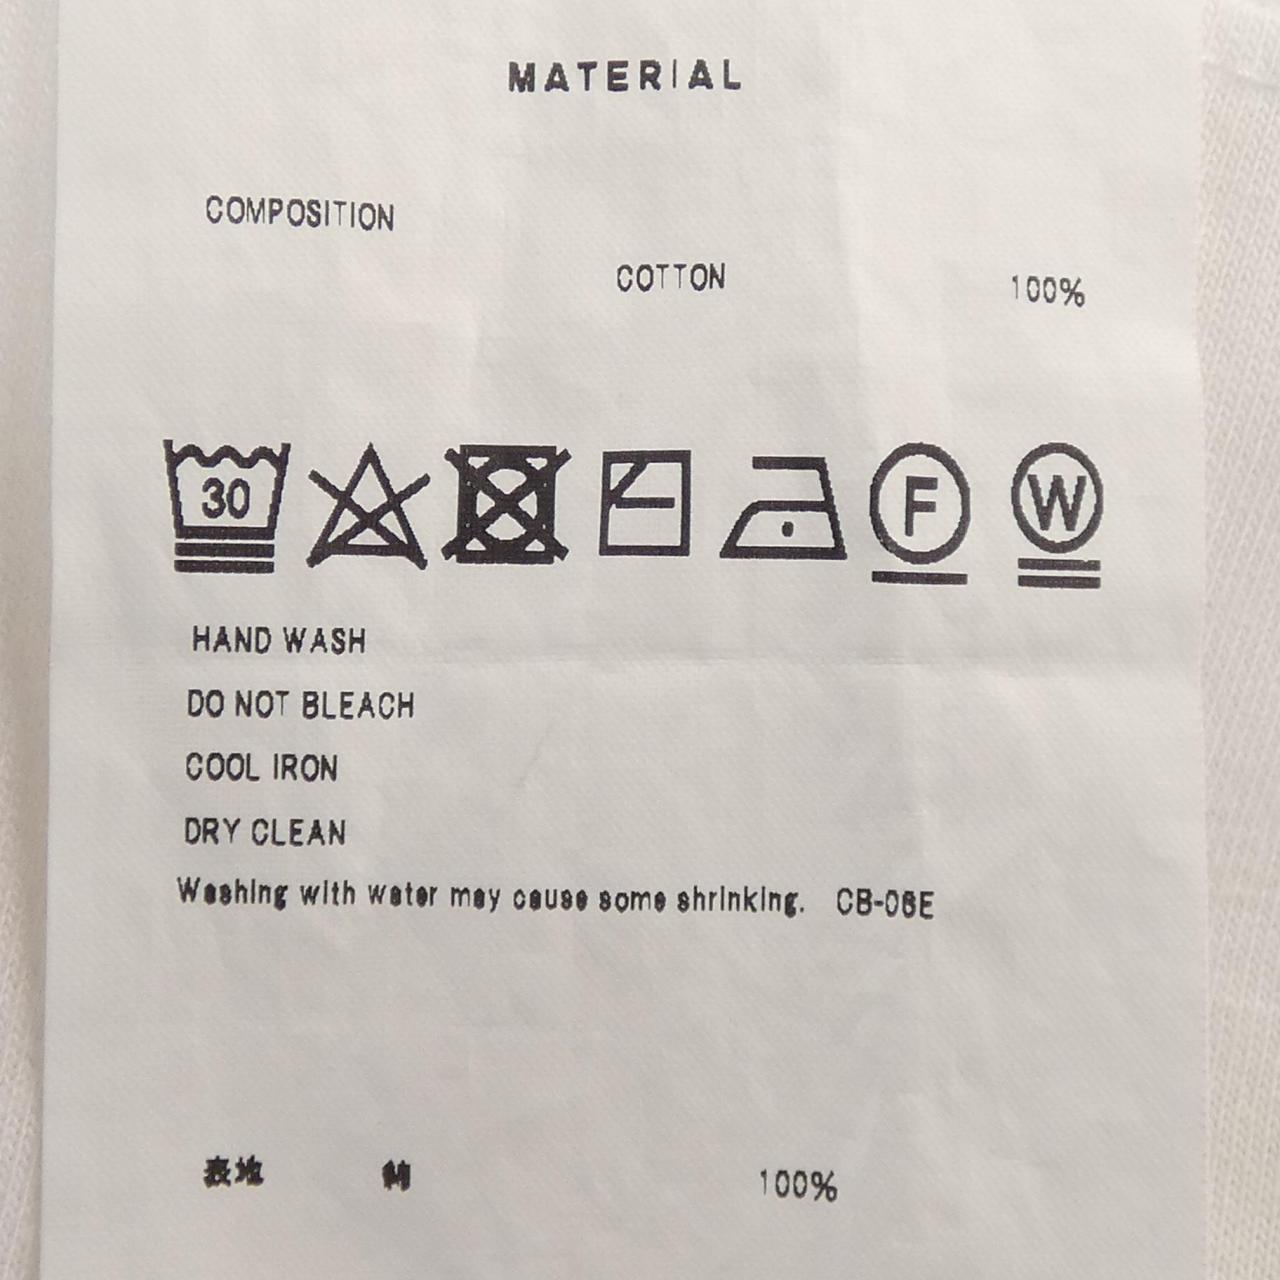 MATERIAL
COMPOSITION
COTTON 100%
30 F W
HAND WASH
DO NOT BLEACH
COOL IRON
DRY CLEAN
Washing with water may cause some shrinking. CB-06E
表地 綿 100%